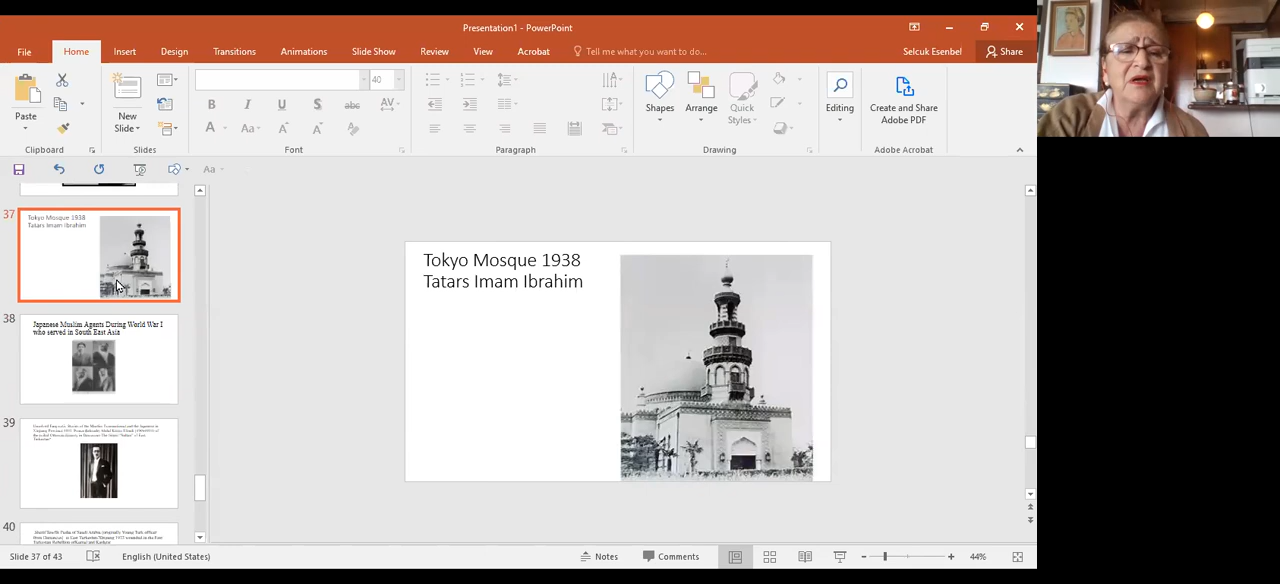 Presentation1 - PowerPoint
File Home Insert Design Transitions Animations Slide Show Review View Acrobat Tell me what you want to do... Selcuk Esenbel Share
40
Paste
New
Slide
Shapes
Arrange
Quick
Styles
Editing
Create and Share
Adobe PDF
Clipboard Slides Font Paragraph Drawing Adobe Acrobat
37
Tokyo Mosque 1938
Tatars Imam Ibrahim
38
Japanese Muslim Agents During World War I
who served in South East Asia
39
40
Tokyo Mosque 1938
Tatars Imam Ibrahim
Slide 37 of 43 English (United States) Notes Comments 44%